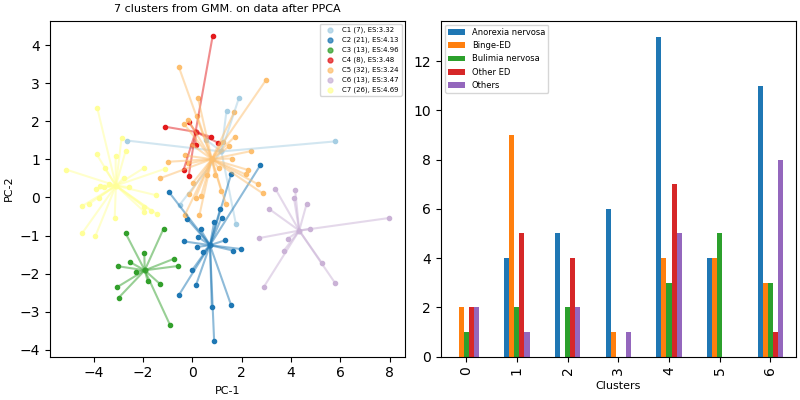 7 clusters from GMM. on data after PPCA
C1 (7), ES:3.32
C2 (21), ES:4.13
C3 (13), ES:4.96
C4 (8), ES:3.48
C5 (32), ES:3.24
C6 (13), ES:3.47
C7 (26), ES:4.69
PC-2
4
3
2
1
0
−1
−2
−3
−4
−4 −2 0 2 4 6 8
PC-1
Anorexia nervosa
Binge-ED
Bulimia nervosa
Other ED
Others
12
10
8
6
4
2
0
0 1 2 3 4 5 6
Clusters